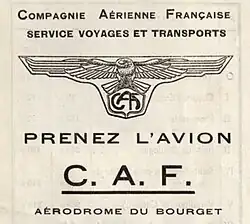 COMPAGNIE AÉRIENNE FRANÇAISE
SERVICE VOYAGES ET TRANSPORTS
CAF
PRENEZ L'AVION
C. A. F.
AÉRODROME DU BOURGET